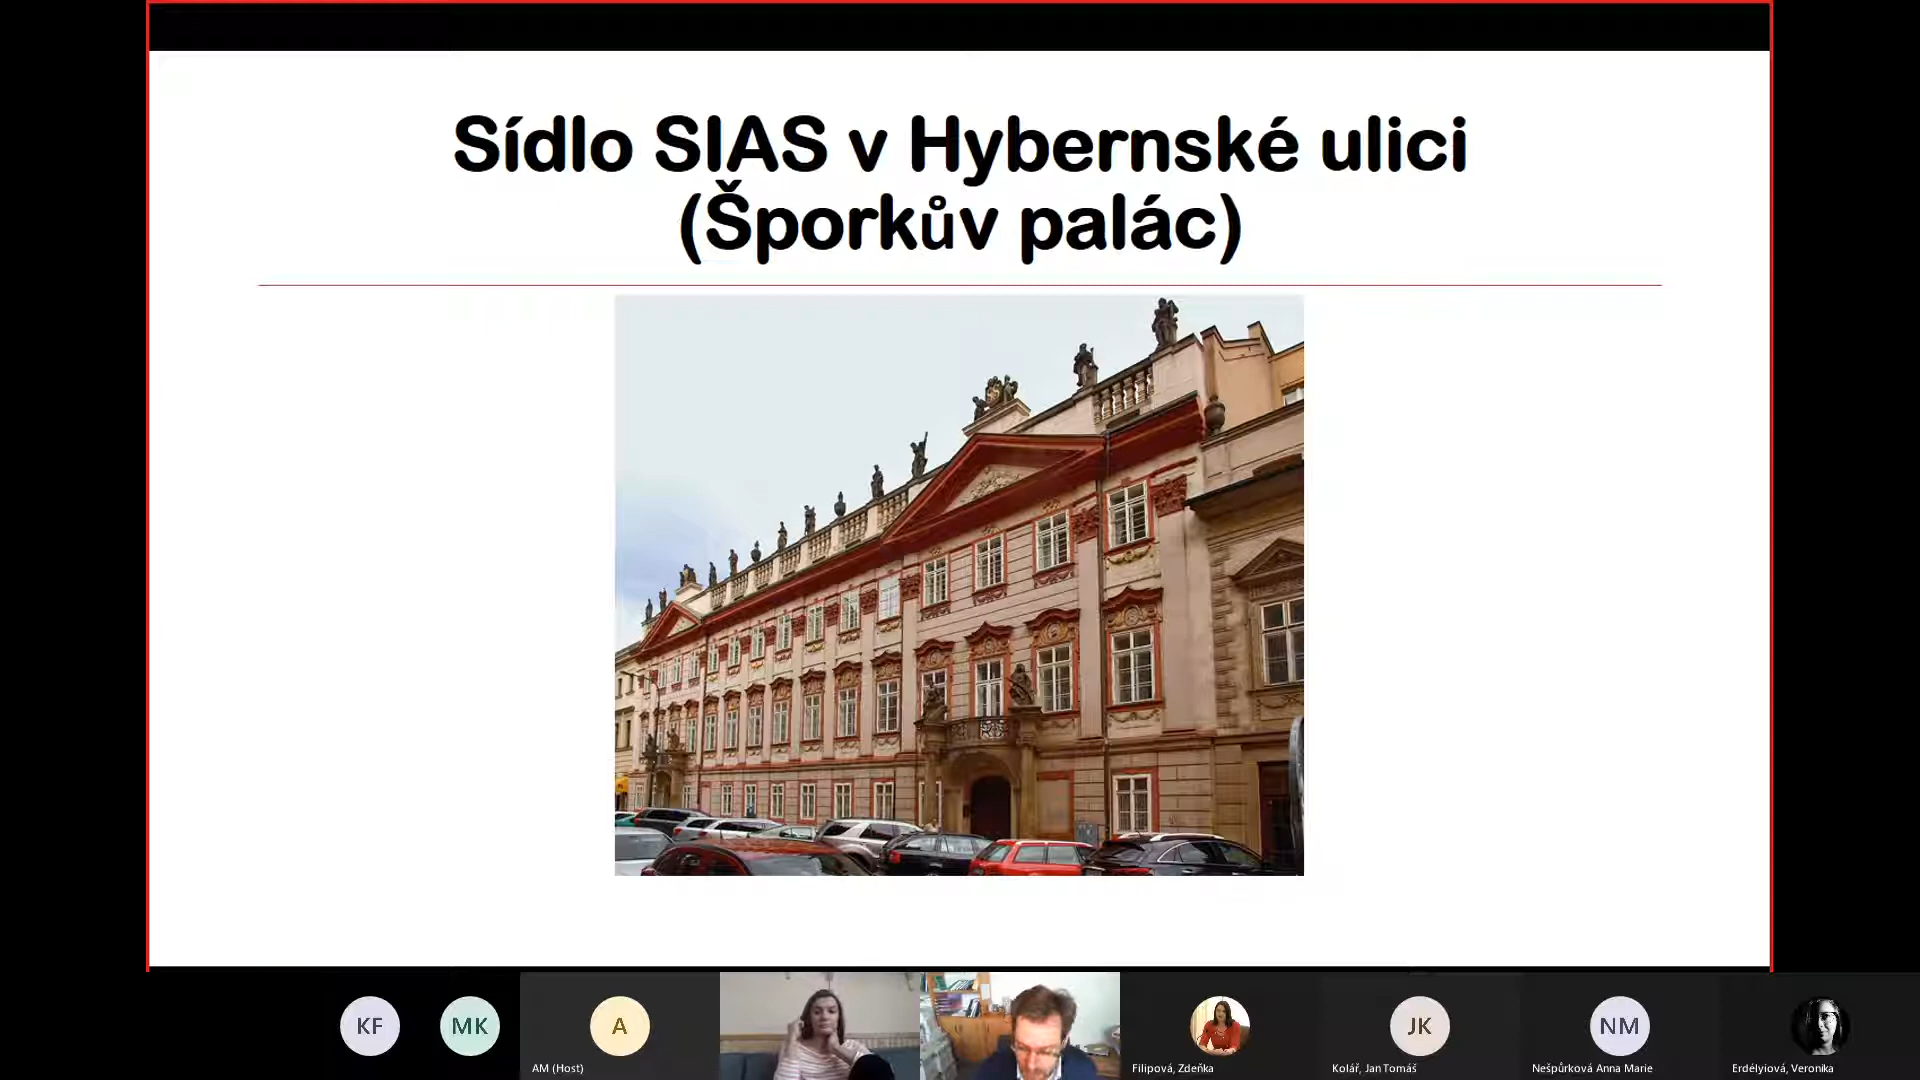 Sídlo SIAS v Hybernské ulici
(Šporkův palác)
KF
MK
A
JK
NM
AM (Host)
Filipová, Zdeňka
Kolář, Jan Tomáš
Nešpůrková Anna Marie
Erdélyiová, Veronika